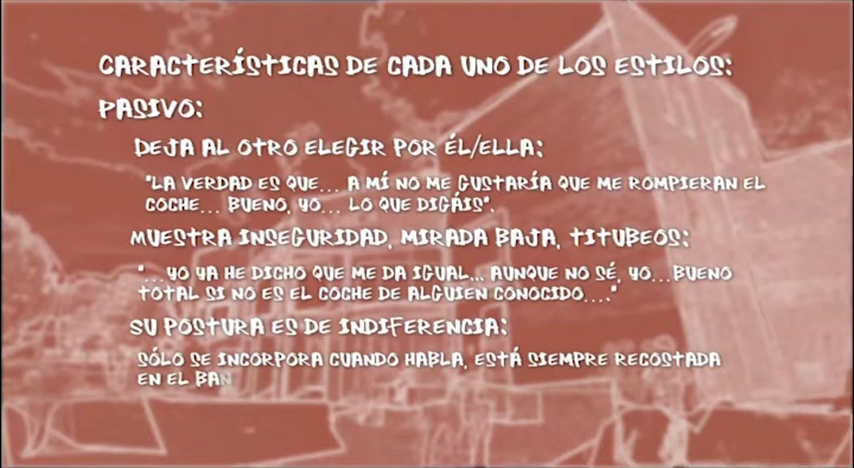 CARACTERÍSTICAS DE CADA UNO DE LOS ESTILOS:
PASIVO:
DEJA AL OTRO ELEGIR POR ÉL/ELLA:
"LA VERDAD ES QUE... A MÍ NO ME GUSTARÍA QUE ME ROMPIERAN EL
COCHE... BUENO, YO... LO QUE DIGÁIS".
MUESTRA INSEGURIDAD, MIRADA BAJA, TITUBEOS:
"...YO YA HE DICHO QUE ME DA IGUAL... AUNQUE NO SÉ, YO...BUENO
TOTAL SI NO ES EL COCHE DE ALGUIEN CONOCIDO...."
SU POSTURA ES DE INDIFERENCIA:
SÓLO SE INCORPORA CUANDO HABLA, ESTÁ SIEMPRE RECOSTADA
EN EL BAN